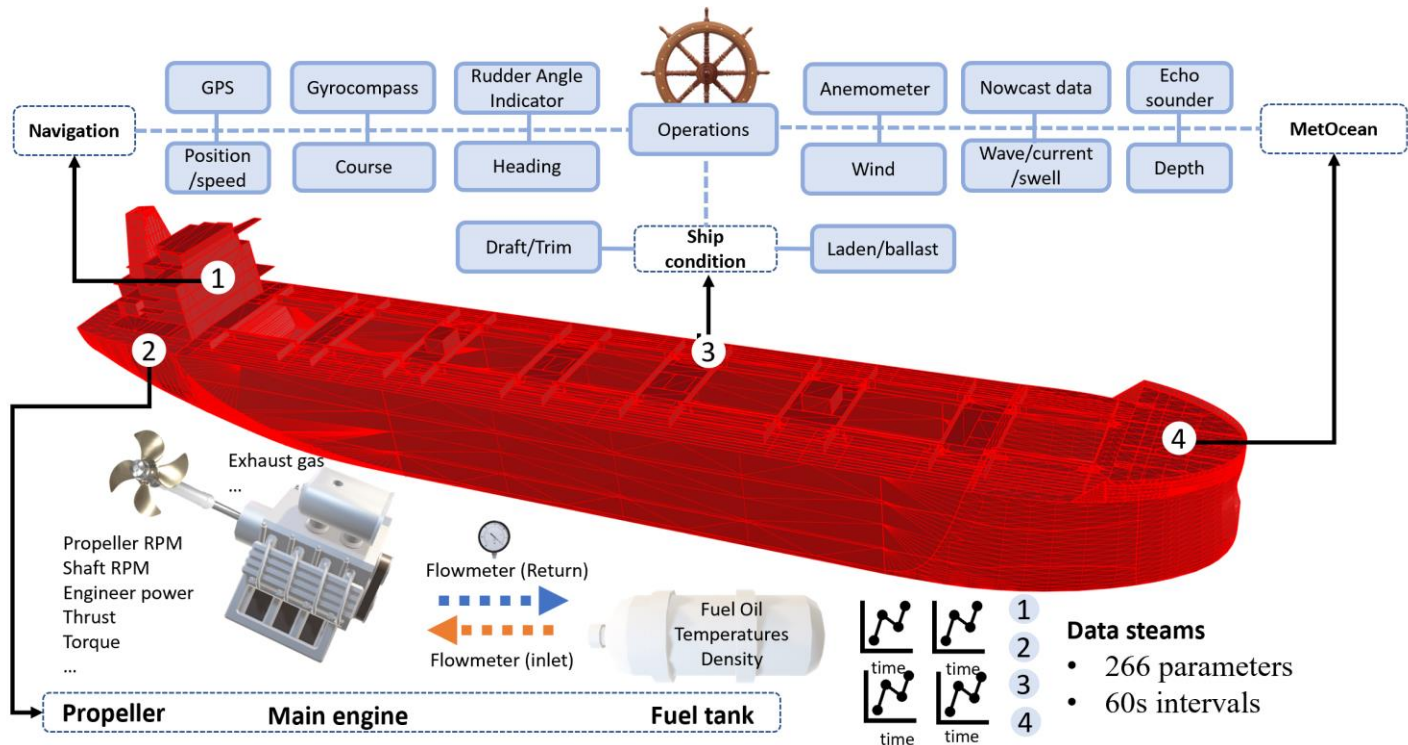 GPS
Gyrocompass
Rudder Angle
Indicator
Anemometer
Nowcast data
Echo
sounder
Navigation
Operations
MetOcean
Position
/speed
Course
Heading
Wind
Wave/current
/swell
Depth
Draft/Trim
Ship
condition
Laden/ballast
1
2
3
4
Exhaust gas
...
Propeller RPM
Shaft RPM
Engineer power
Thrust
Torque
...
Flowmeter (Return)
Flowmeter (inlet)
Fuel Oil
Temperatures
Density
time
time
time
time
1
2
3
4
Data steams
• 266 parameters
• 60s intervals
Propeller
Main engine
Fuel tank